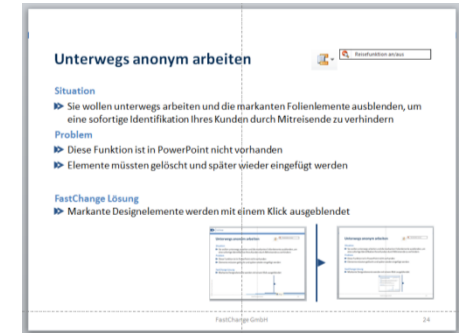 Unterwegs anonym arbeiten
Reisefunktion an/aus
Situation
Sie wollen unterwegs arbeiten und die markanten Folienlemente ausblenden, um
eine sofortige Identifikation Ihres Kunden durch Mitreisende zu verhindern
Problem
Diese Funktion ist in PowerPoint nicht vorhanden
Elemente müssten gelöscht und später wieder eingefügt werden
FastChange Lösung
Markante Designelemente werden mit einem Klick ausgeblendet
Unterwegs anonym arbeiten
Unterwegs anonym arbeiten
FastChange GmbH
24